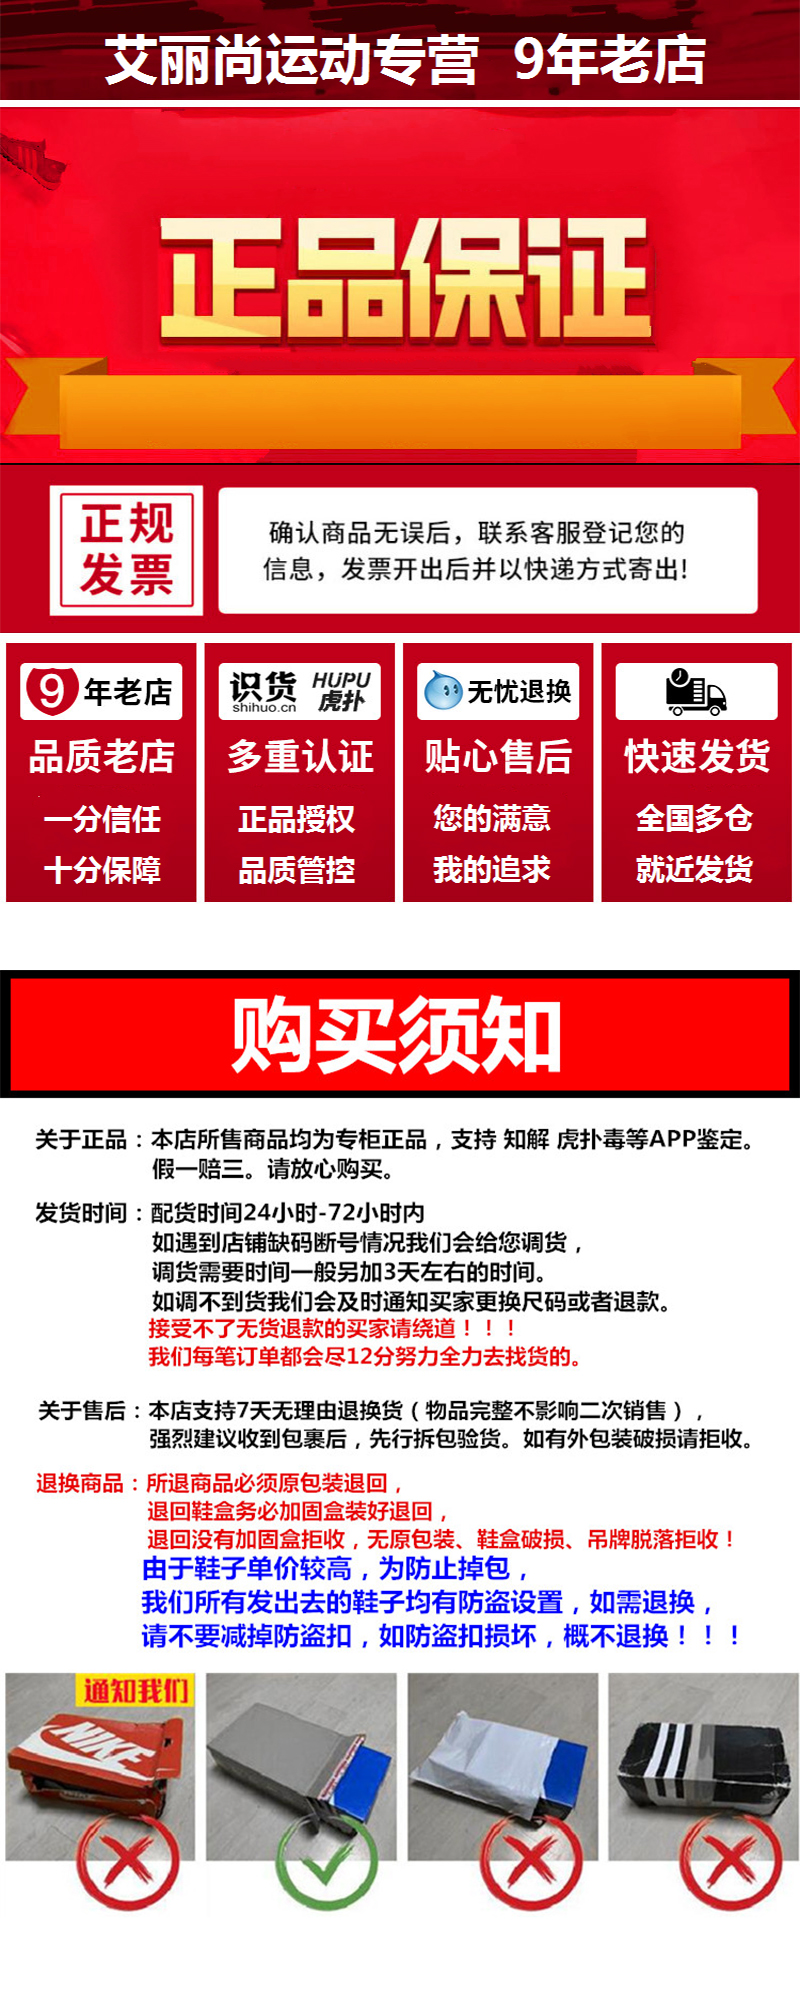 艾丽尚运动专营 9年老店
正品保证
正规
发票
确认商品无误后，联系客服登记您的
信息，发票开出后并以快递方式寄出!
9年老店
品质老店
一分信任
十分保障
识货
shihuo.cn
HUPU
虎扑
多重认证
正品授权
品质管控
无忧退换
贴心售后
您的满意
我的追求
快速发货
全国多仓
就近发货
购买须知
关于正品：本店所售商品均为专柜正品，支持 知解 虎扑毒等APP鉴定。
假一赔三。请放心购买。
发货时间：配货时间24小时-72小时内
如遇到店铺缺码断号情况我们会给您调货，
调货需要时间一般另加3天左右的时间。
如调不到货我们会及时通知买家更换尺码或者退款。
接受不了无货退款的买家请绕道！！！
我们每笔订单都会尽12分努力全力去找货的。
关于售后：本店支持7天无理由退换货（物品完整不影响二次销售），
强烈建议收到包裹后，先行拆包验货。如有外包装破损请拒收。
退换商品：所退商品必须原包装退回，
退回鞋盒务必加固盒装好退回，
退回没有加固盒拒收，无原包装、鞋盒破损、吊牌脱落拒收！
由于鞋子单价较高，为防止掉包，
我们所有发出去的鞋子均有防盗设置，如需退换，
请不要减掉防盗扣，如防盗扣损坏，概不退换！！！
通知我们
NIKE